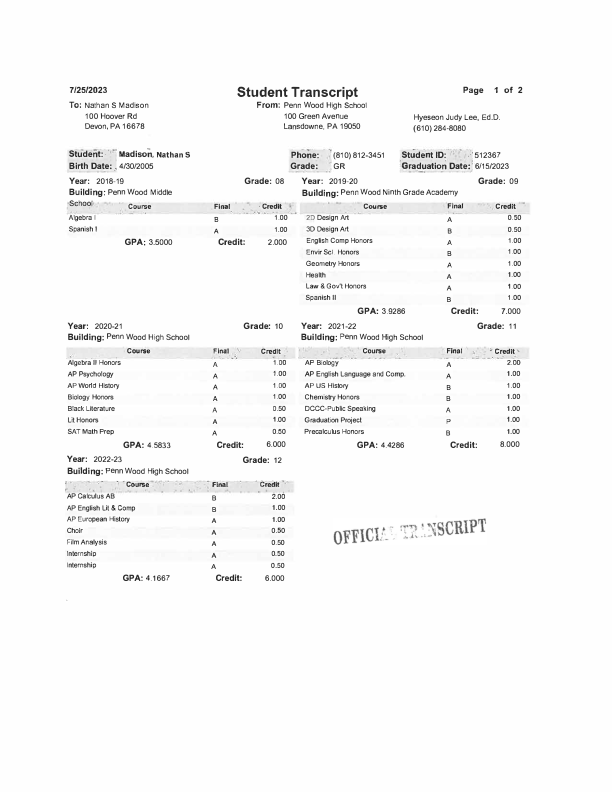 7/25/2023
Student Transcript
Page 1 of 2
To: Nathan S Madison
100 Hoover Rd
Devon, PA 16678
From: Penn Wood High School
100 Green Avenue
Lansdowne, PA 19050
Hyeseon Judy Lee, Ed.D.
(610) 284-8080
Student: Madison, Nathan S
Birth Date: 4/30/2005
Phone: (810) 812-3451
Grade: GR
Student ID: 512367
Graduation Date: 6/15/2023
Year: 2018-19 Grade: 08
Building: Penn Wood Middle
School
Course Final Credit
Algebra I B 1.00
Spanish I A 1.00
GPA: 3.5000 Credit: 2.000
Year: 2019-20 Grade: 09
Building: Penn Wood Ninth Grade Academy
Course Final Credit
2D Design Art A 0.50
3D Design Art B 0.50
English Comp Honors A 1.00
Envir Sci Honors B 1.00
Geometry Honors A 1.00
Health A 1.00
Law & Gov't Honors A 1.00
Spanish II B 1.00
GPA: 3.9286 Credit: 7.000
Year: 2020-21 Grade: 10
Building: Penn Wood High School
Course Final Credit
Algebra II Honors A 1.00
AP Psychology A 1.00
AP World History A 1.00
Biology Honors A 1.00
Black Literature A 0.50
Lit Honors A 1.00
SAT Math Prep A 0.50
GPA: 4.5833 Credit: 6.000
Year: 2021-22 Grade: 11
Building: Penn Wood High School
Course Final Credit
AP Biology A 2.00
AP English Language and Comp. A 1.00
AP US History B 1.00
Chemistry Honors B 1.00
DCCC-Public Speaking A 1.00
Graduation Project P 1.00
Precalculus Honors B 1.00
GPA: 4.4286 Credit: 8.000
Year: 2022-23 Grade: 12
Building: Penn Wood High School
Course Final Credit
AP Calculus AB B 2.00
AP English Lit & Comp B 1.00
AP European History A 1.00
Choir A 0.50
Film Analysis A 0.50
Internship A 0.50
Internship A 0.50
GPA: 4.1667 Credit: 6.000
OFFICIAL TRANSCRIPT